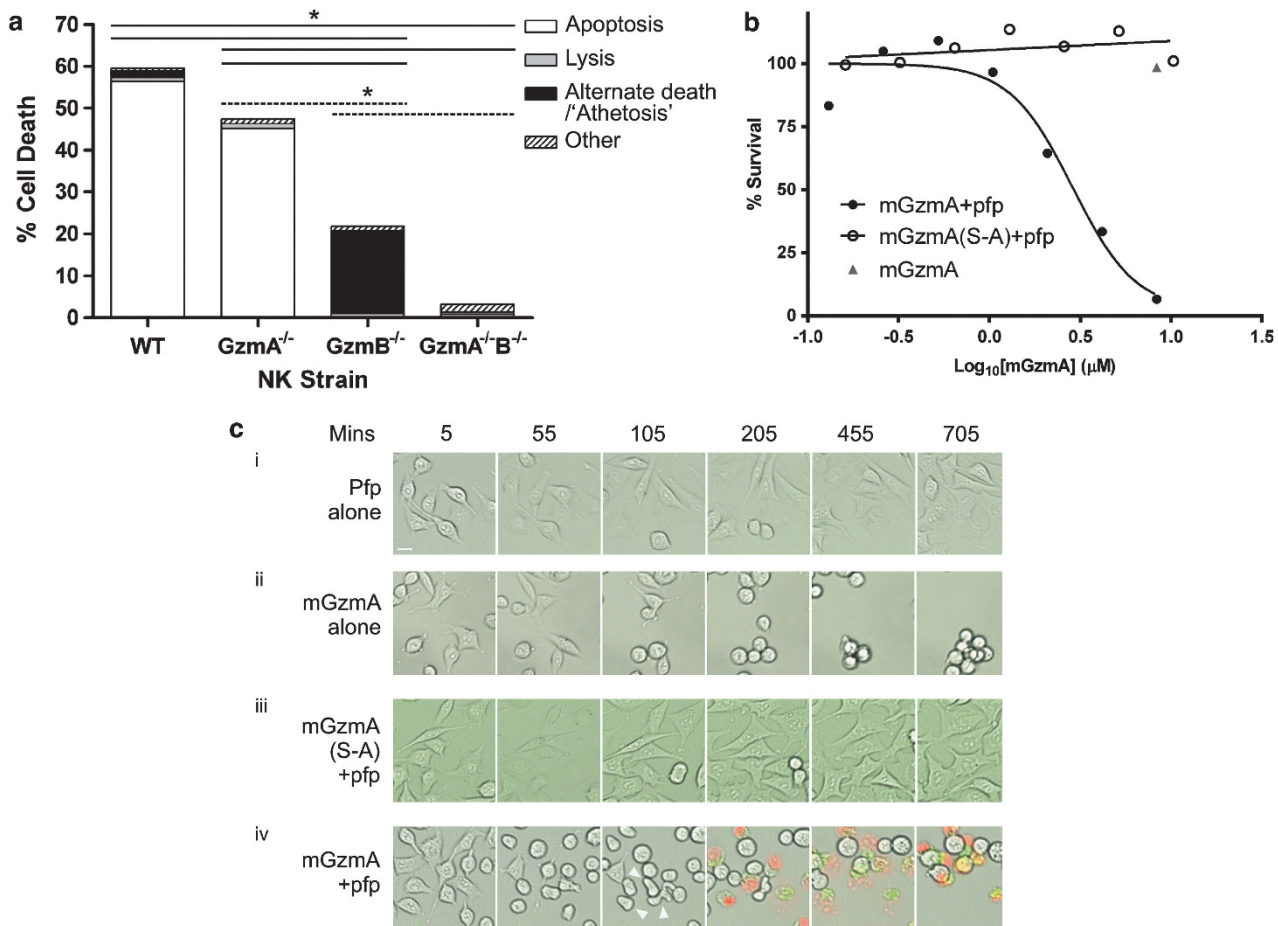 a
% Cell Death
70
60
50
40
30
20
10
0
*
*
Apoptosis
Lysis
Alternate death
/'Athetosis'
Other
WT
GzmA-/-
GzmB-/-
GzmA-/-B-/-
NK Strain
b
% Survival
100
75
50
25
0
mGzmA+pfp
mGzmA(S-A)+pfp
mGzmA
-1.0
-0.5
0.0
0.5
1.0
1.5
Log10[mGzmA] (μM)
c
Mins 5 55 105 205 455 705
i
Pfp
alone
ii
mGzmA
alone
iii
mGzmA
(S-A)
+pfp
iv
mGzmA
+pfp